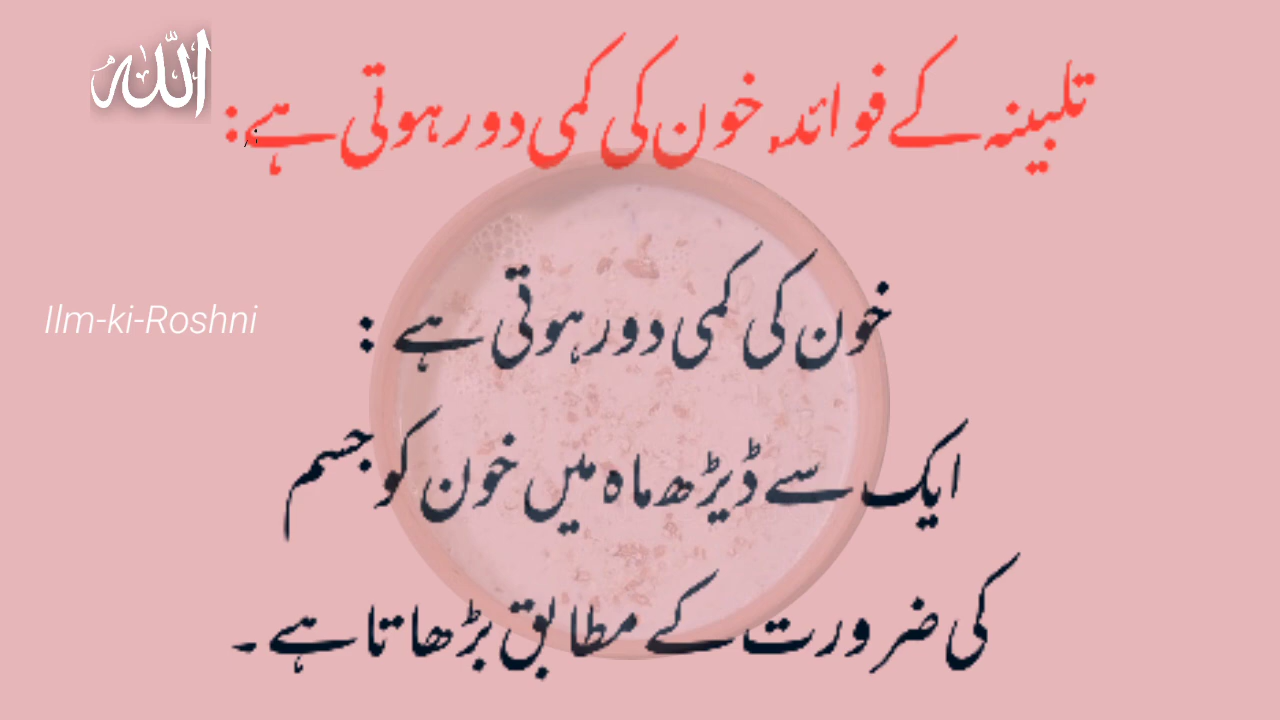 الله
تلبینہ کے فوائد, خون کی کمی دور ہوتی ہے:
Ilm-ki-Roshni
خون کی کمی دور ہوتی ہے :
ایک سے ڈیڑھ ماہ میں خون کو جسم
کی ضرورت کے مطابق بڑھاتا ہے ۔